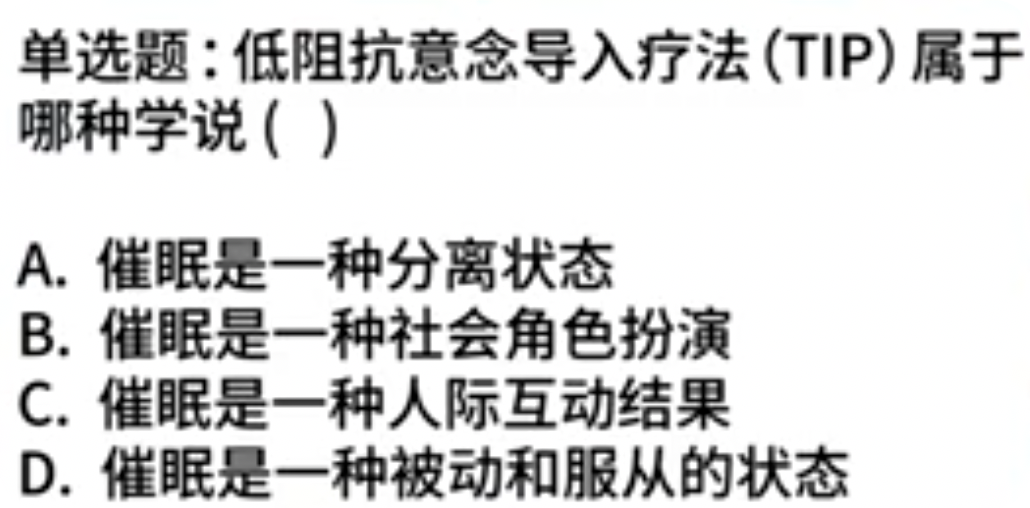 单选题:低阻抗意念导入疗法(TIP)属于
哪种学说( )
A. 催眠是一种分离状态
B. 催眠是一种社会角色扮演
C. 催眠是一种人际互动结果
D. 催眠是一种被动和服从的状态